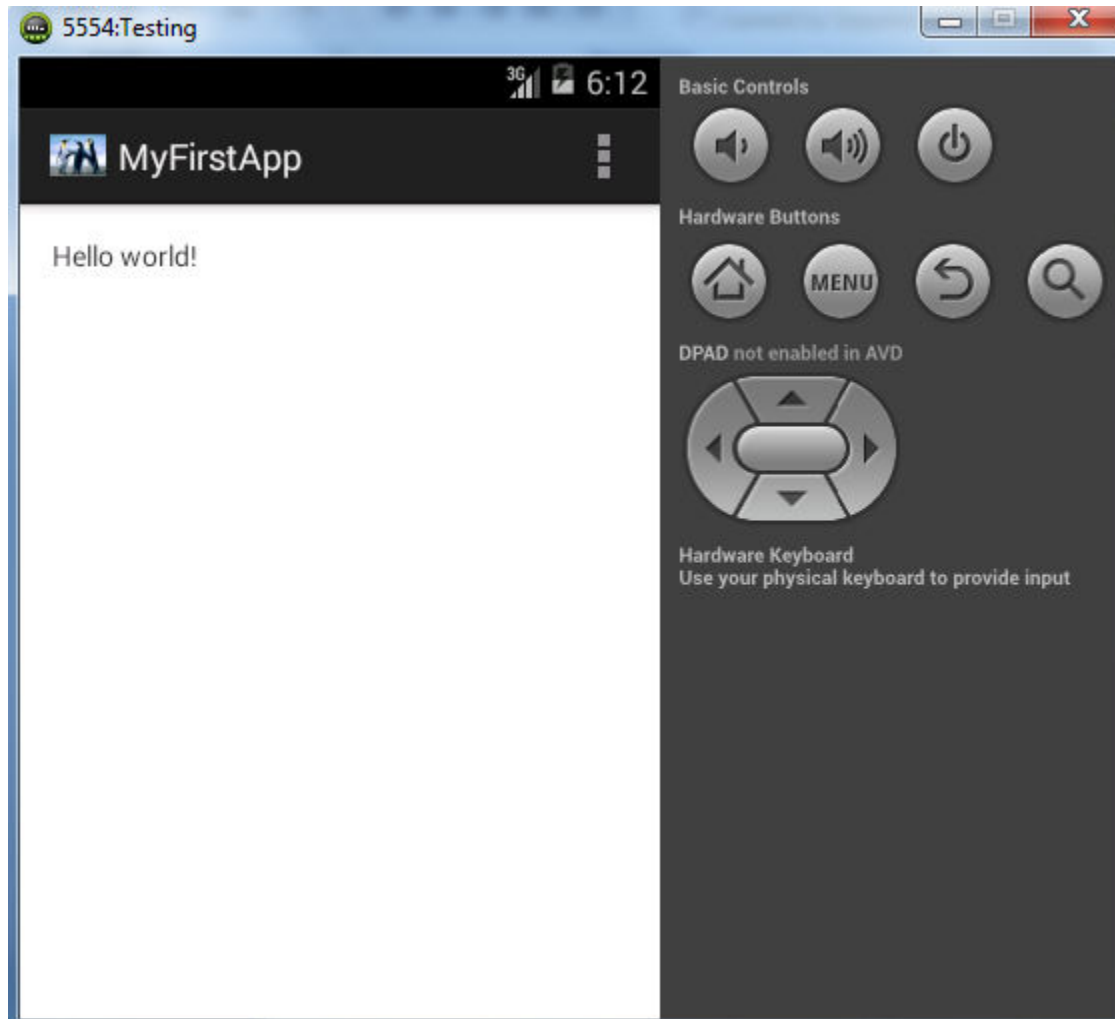 5554:Testing
3G 6:12
MyFirstApp
Hello world!
Basic Controls
Hardware Buttons
MENU
DPAD not enabled in AVD
Hardware Keyboard
Use your physical keyboard to provide input